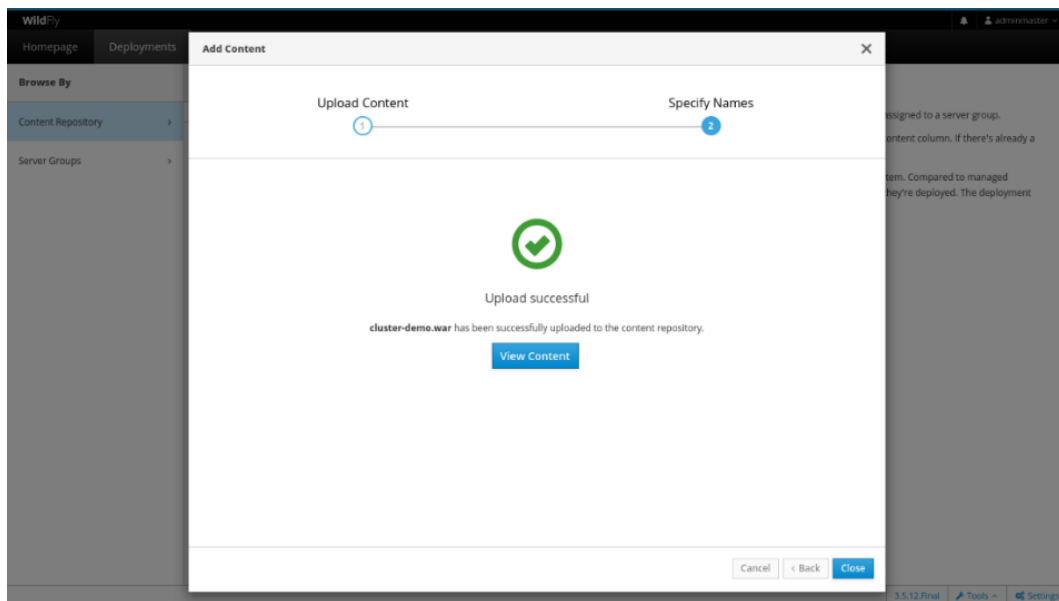 WildFly
adminmaster
Homepage Deployments
Add Content
Browse By
Upload Content Specify Names
1 2
Content Repository
Server Groups
assigned to a server group.
ontent column. If there's already a
tem. Compared to managed
they're deployed. The deployment
Upload successful
cluster-demo.war has been successfully uploaded to the content repository.
View Content
Cancel < Back Close
3.5.12.Final Tools Settings